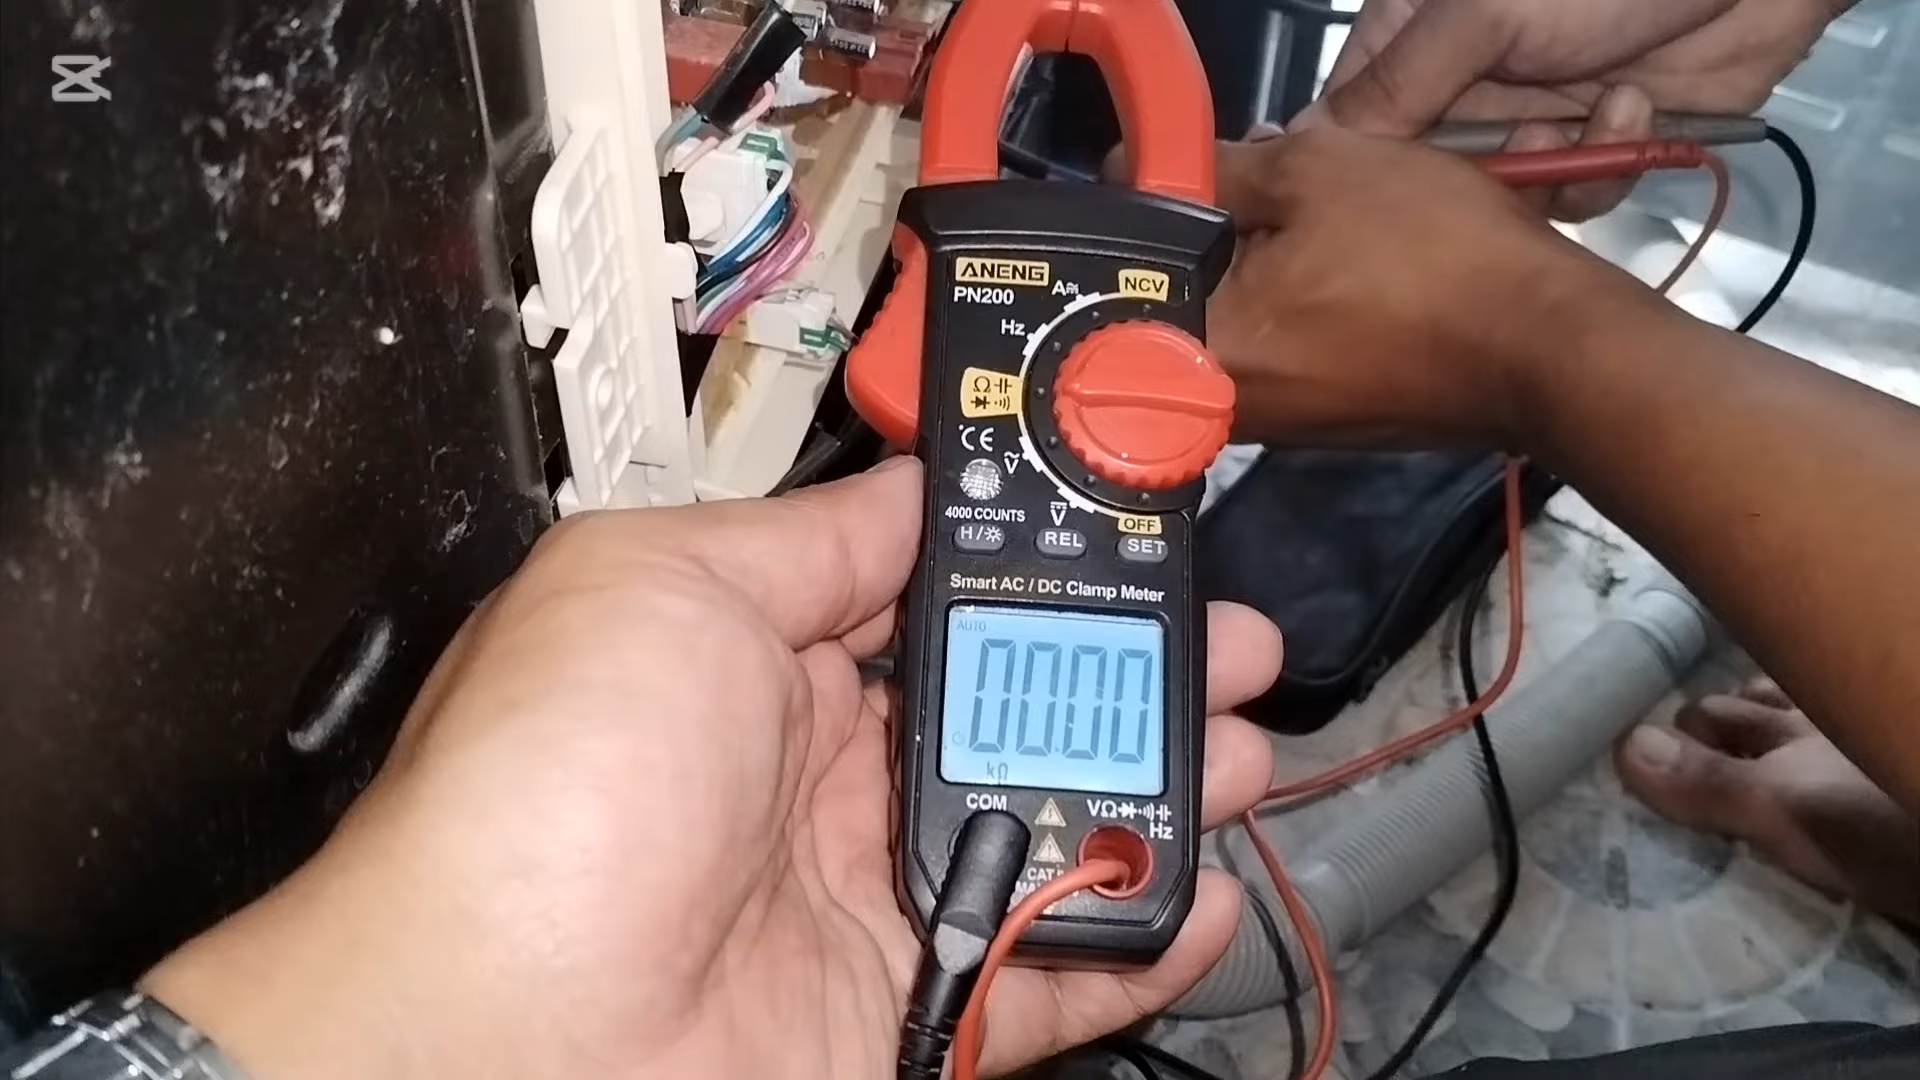 ANENG
PN200
A≂
NCV
Hz
Ω
CE
Ṽ
4000 COUNTS
V
OFF
H/☼
REL
SET
Smart AC / DC Clamp Meter
AUTO
0000
kΩ
COM
VΩ
Hz
CAT